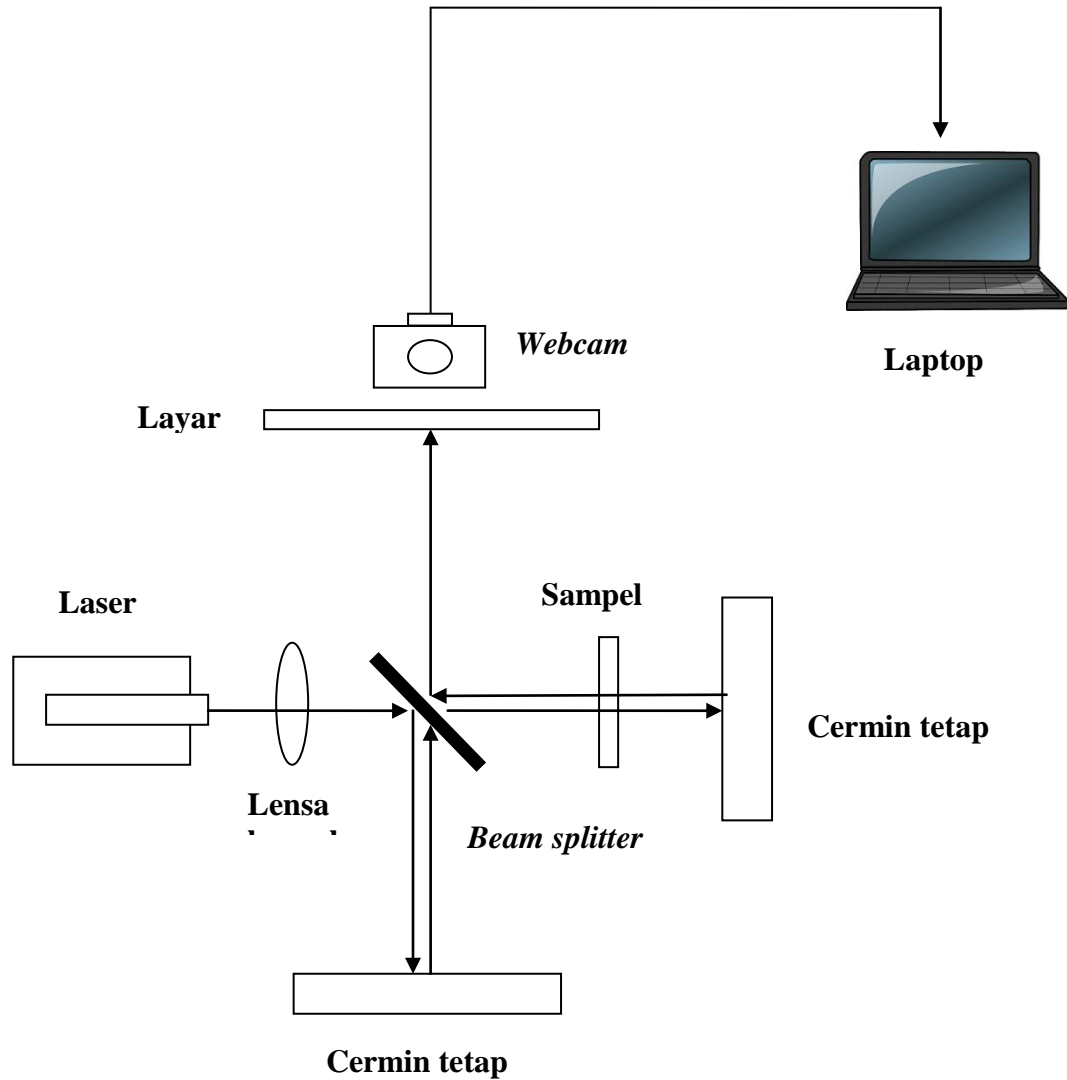 Webcam
Laptop
Layar
Sampel
Laser
Cermin tetap
Lensa
Beam splitter
Cermin tetap